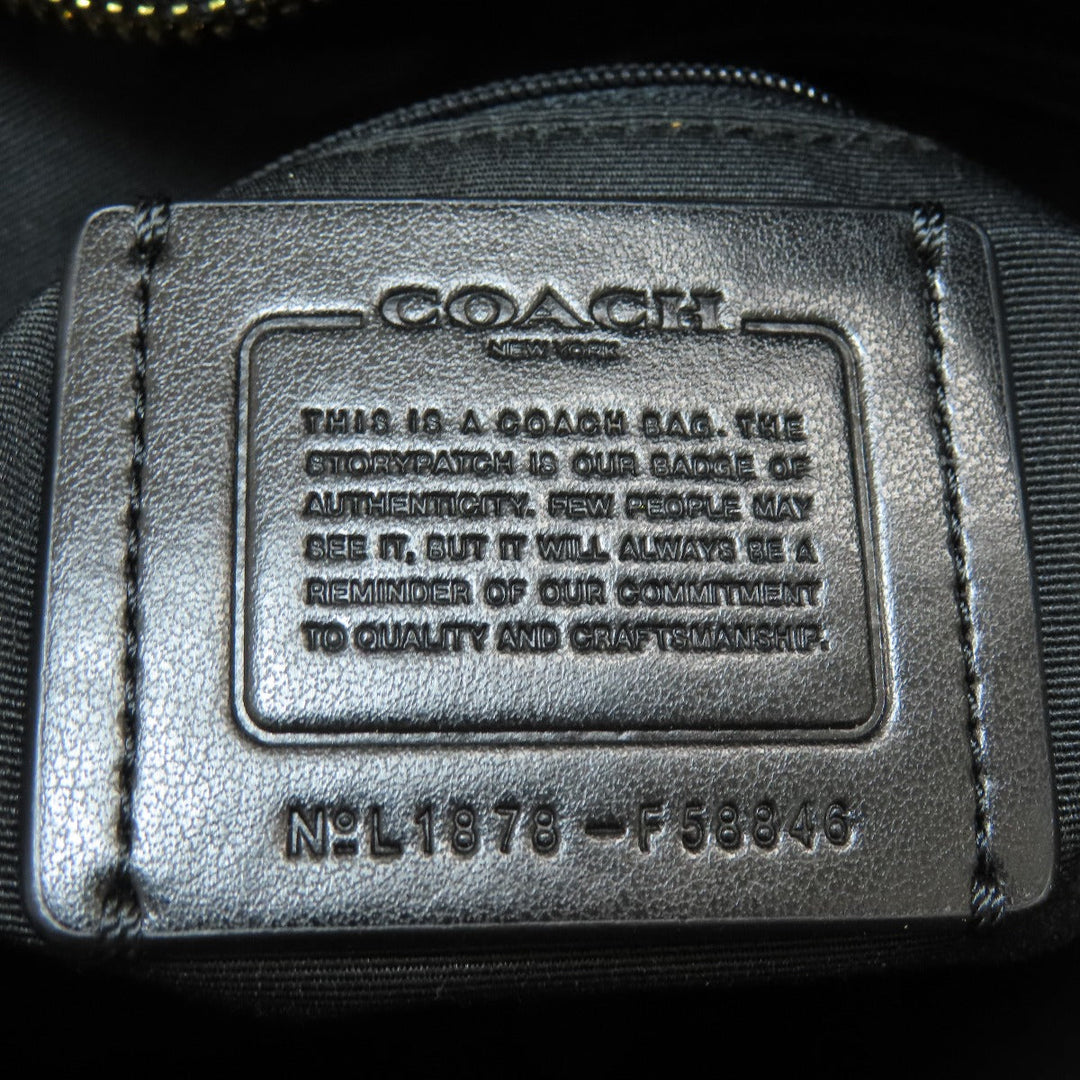 COACH
NEW YORK
THIS IS A COACH BAG. THE
STORYPATCH IS OUR BADGE OF
AUTHENTICITY. FEW PEOPLE MAY
SEE IT, BUT IT WILL ALWAYS BE A
REMINDER OF OUR COMMITMENT
TO QUALITY AND CRAFTSMANSHIP.
Nº L1878-F58846